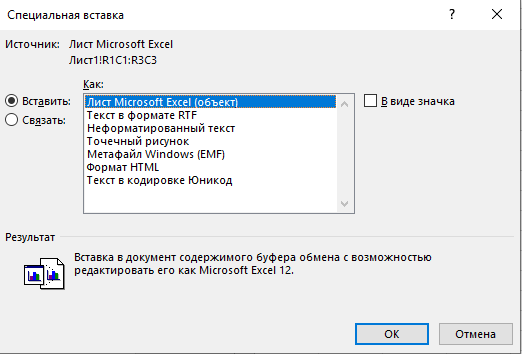 Специальная вставка
Источник: Лист Microsoft Excel
Лист1!R1C1:R3C3
Как:
Вставить:
Связать:
Лист Microsoft Excel (объект)
Текст в формате RTF
Неформатированный текст
Точечный рисунок
Метафайл Windows (EMF)
Формат HTML
Текст в кодировке Юникод
В виде значка
Результат
Вставка в документ содержимого буфера обмена с возможностью
редактировать его как Microsoft Excel 12.
ОК
Отмена